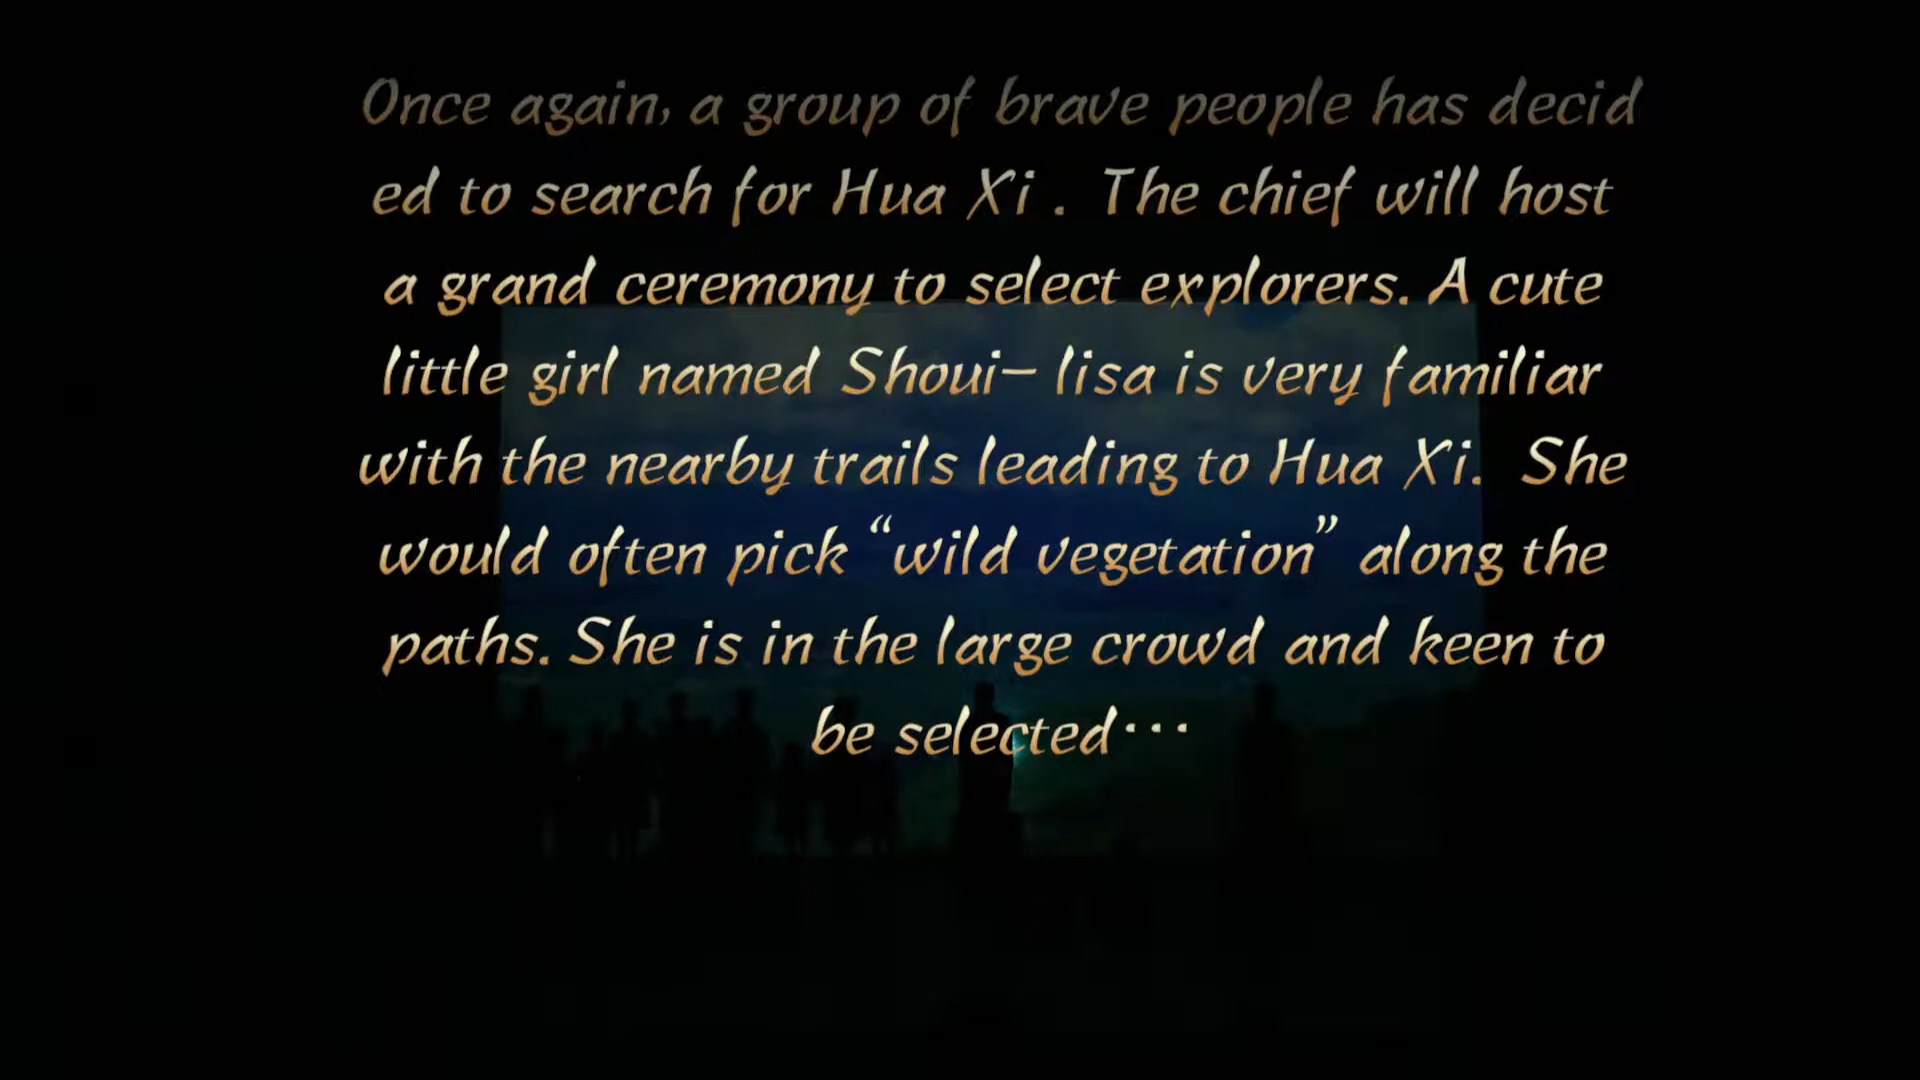 Once again, a group of brave people has decid
ed to search for Hua Xi . The chief will host
a grand ceremony to select explorers. A cute
little girl named Shoui– lisa is very familiar
with the nearby trails leading to Hua Xi. She
would often pick “wild vegetation” along the
paths. She is in the large crowd and keen to
be selected···